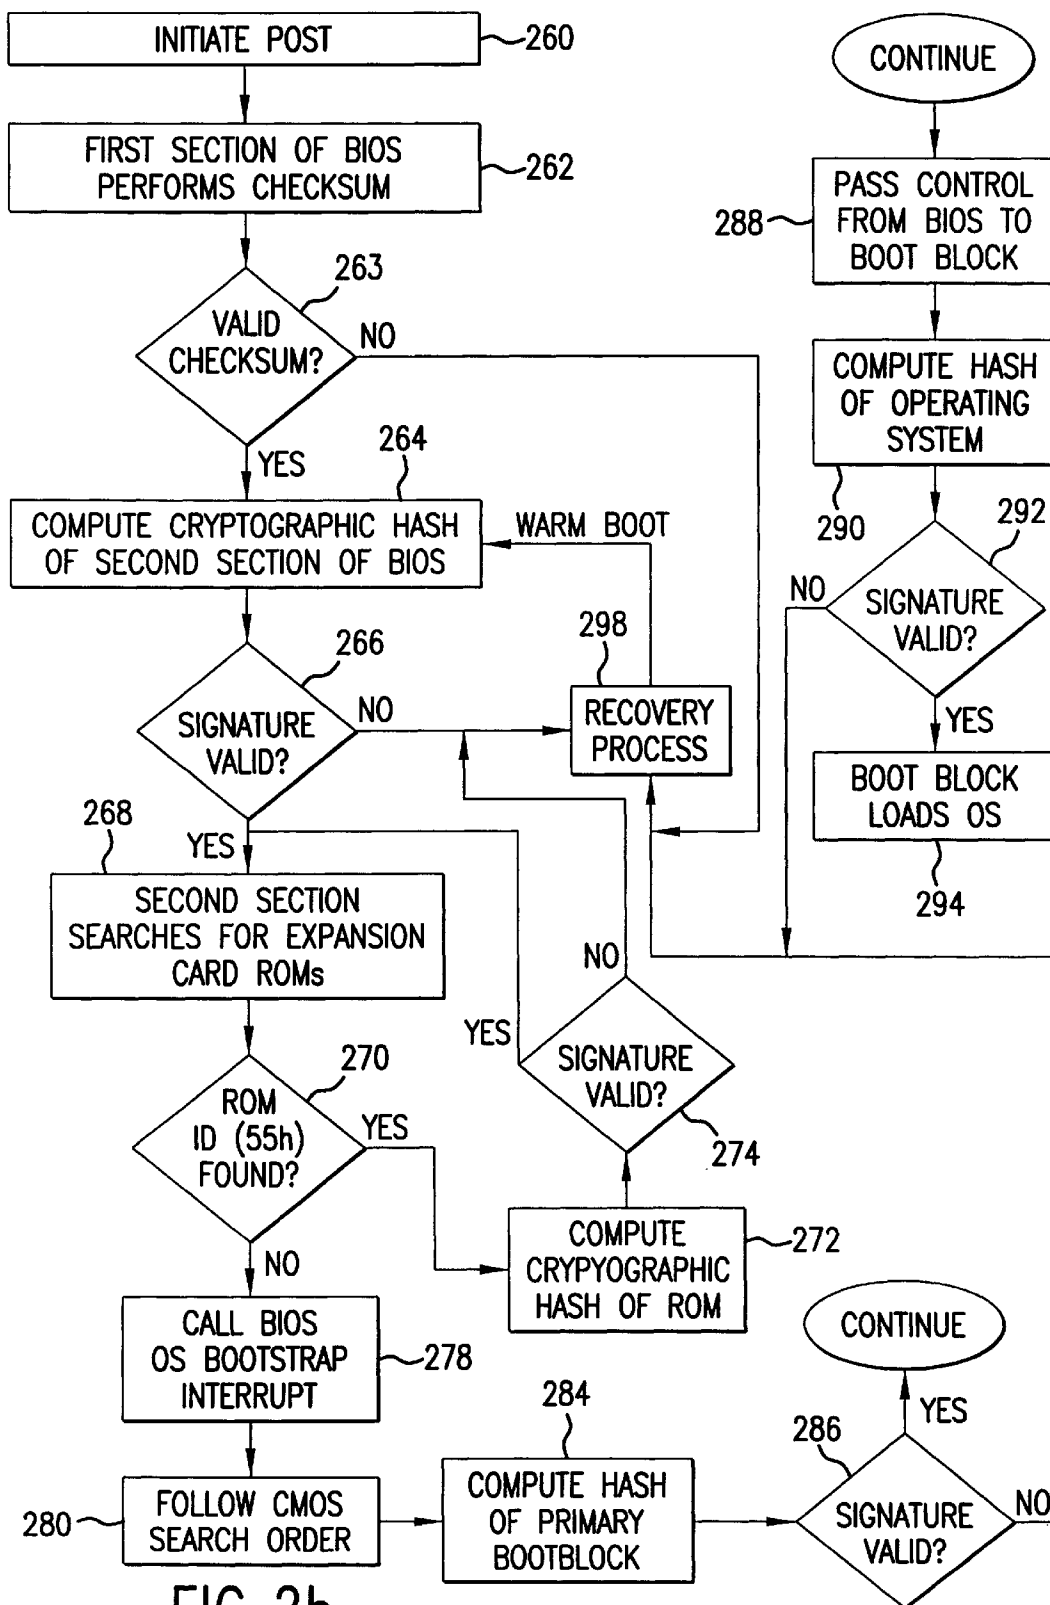 INITIATE POST
260
FIRST SECTION OF BIOS
PERFORMS CHECKSUM
262
263
VALID
CHECKSUM?
NO
YES
264
COMPUTE CRYPTOGRAPHIC HASH
OF SECOND SECTION OF BIOS
WARM BOOT
266
SIGNATURE
VALID?
NO
298
RECOVERY
PROCESS
268
YES
SECOND SECTION
SEARCHES FOR EXPANSION
CARD ROMs
270
ROM
ID (55h)
FOUND?
YES
NO
YES
NO
SIGNATURE
VALID?
274
COMPUTE
CRYPYOGRAPHIC
HASH OF ROM
272
CALL BIOS
OS BOOTSTRAP
INTERRUPT
278
280
FOLLOW CMOS
SEARCH ORDER
284
COMPUTE HASH
OF PRIMARY
BOOTBLOCK
286
SIGNATURE
VALID?
NO
YES
CONTINUE
CONTINUE
288
PASS CONTROL
FROM BIOS TO
BOOT BLOCK
COMPUTE HASH
OF OPERATING
SYSTEM
290
292
NO
SIGNATURE
VALID?
YES
BOOT BLOCK
LOADS OS
294
FIG. 2b